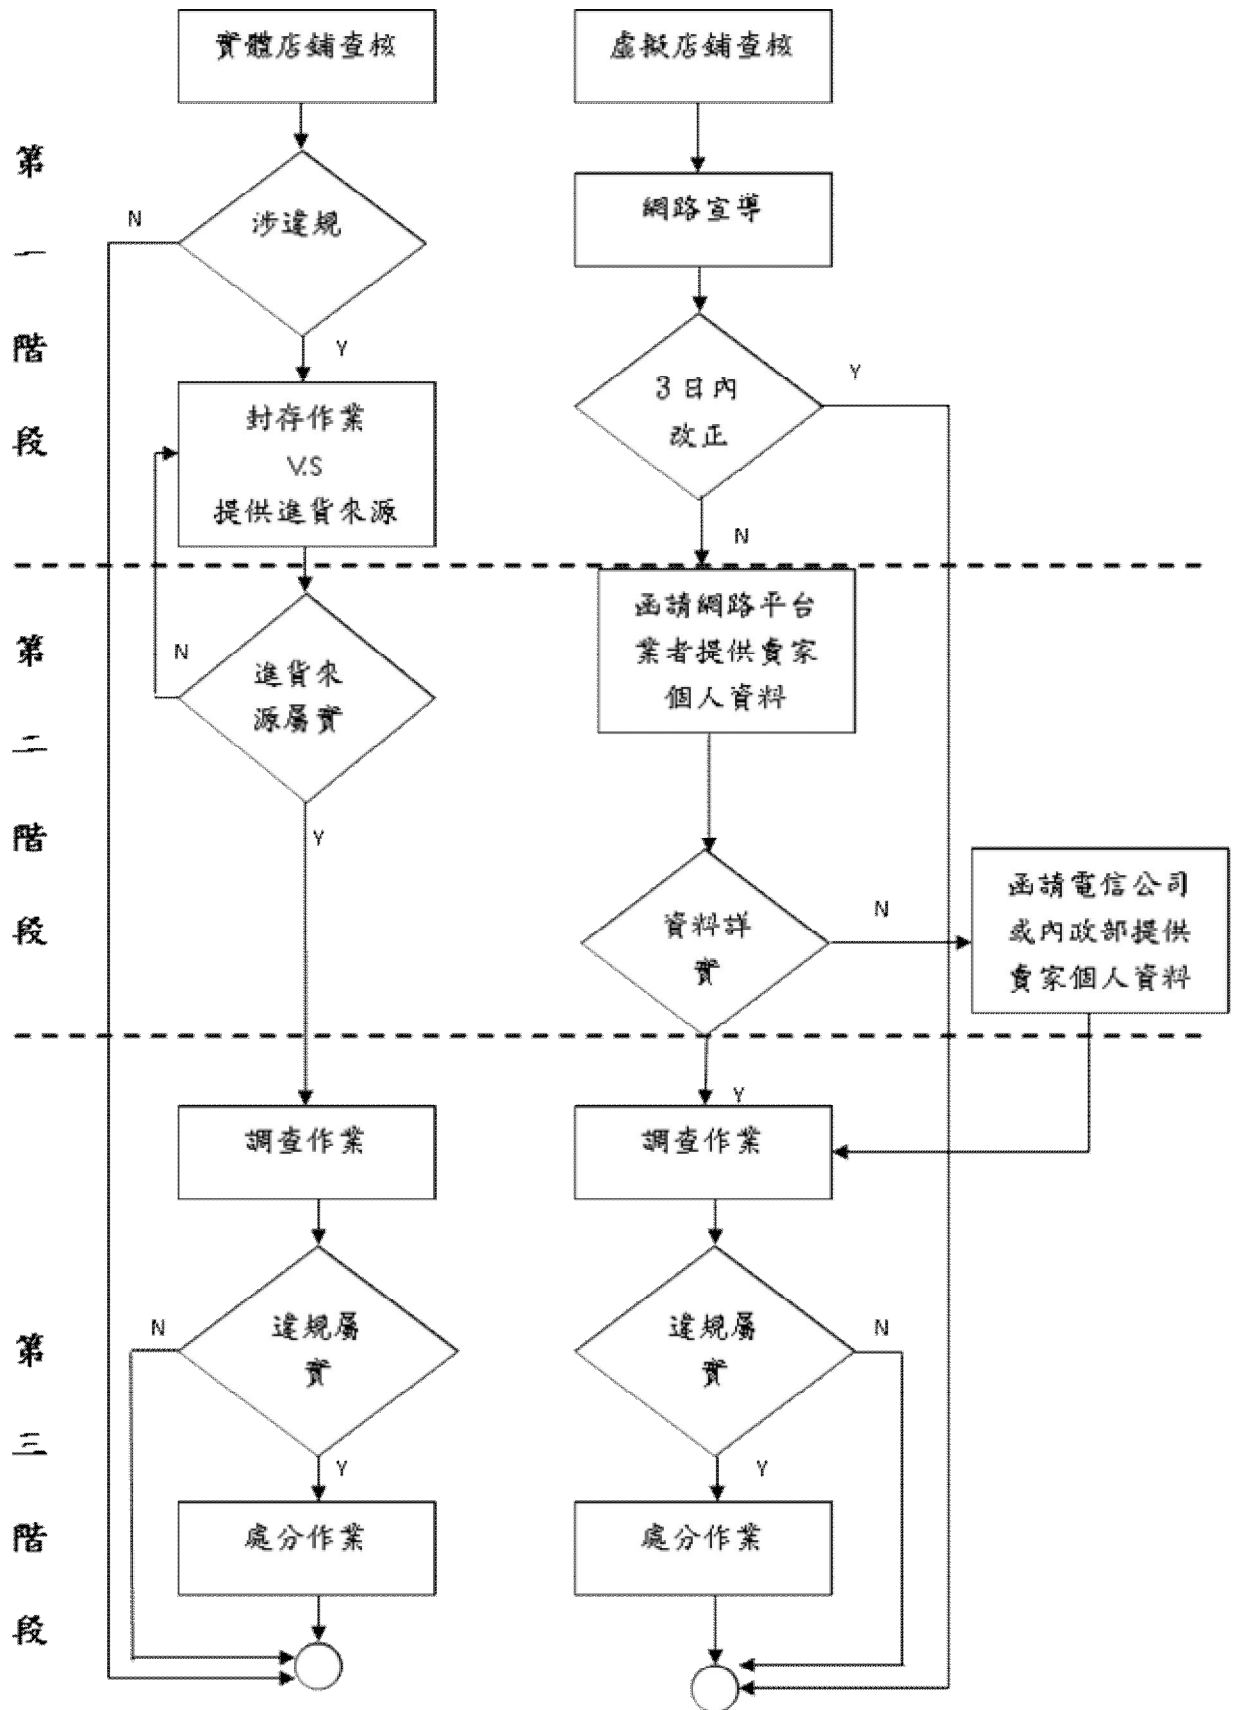 實體店鋪查核
虛擬店鋪查核
第
一
階
段
涉違規
N
Y
封存作業
V.S
提供進貨來源
網路宣導
3日內
改正
Y
N
第
二
階
段
進貨來
源屬實
N
Y
函請網路平台
業者提供賣家
個人資料
資料詳
實
N
Y
函請電信公司
或內政部提供
賣家個人資料
第
三
階
段
調查作業
違規屬
實
N
Y
處分作業
調查作業
違規屬
實
N
Y
處分作業